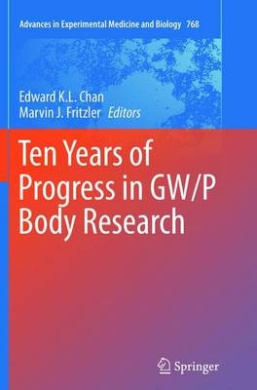 Advances in Experimental Medicine and Biology 768
Edward K.L. Chan
Marvin J. Fritzler Editors
Ten Years of
Progress in GW/P
Body Research
Springer